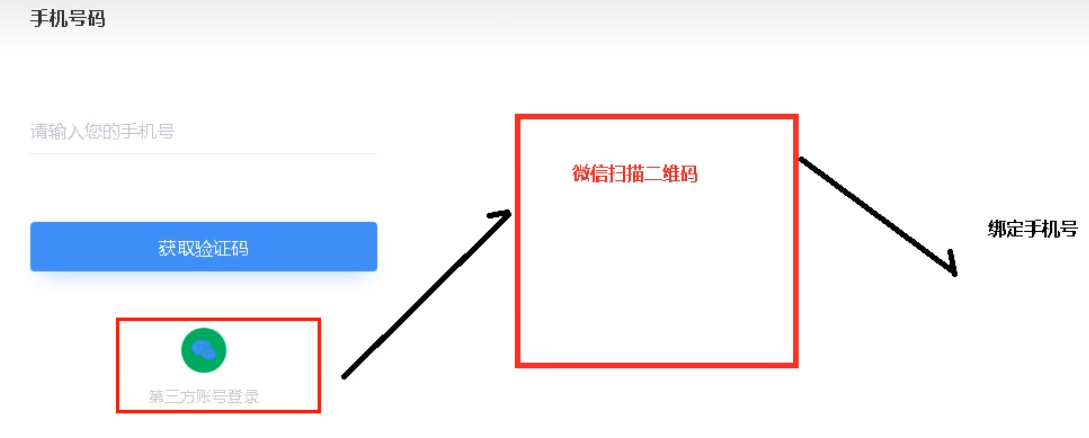 手机号码
请输入您的手机号
获取验证码
第三方账号登录
微信扫描二维码
绑定手机号